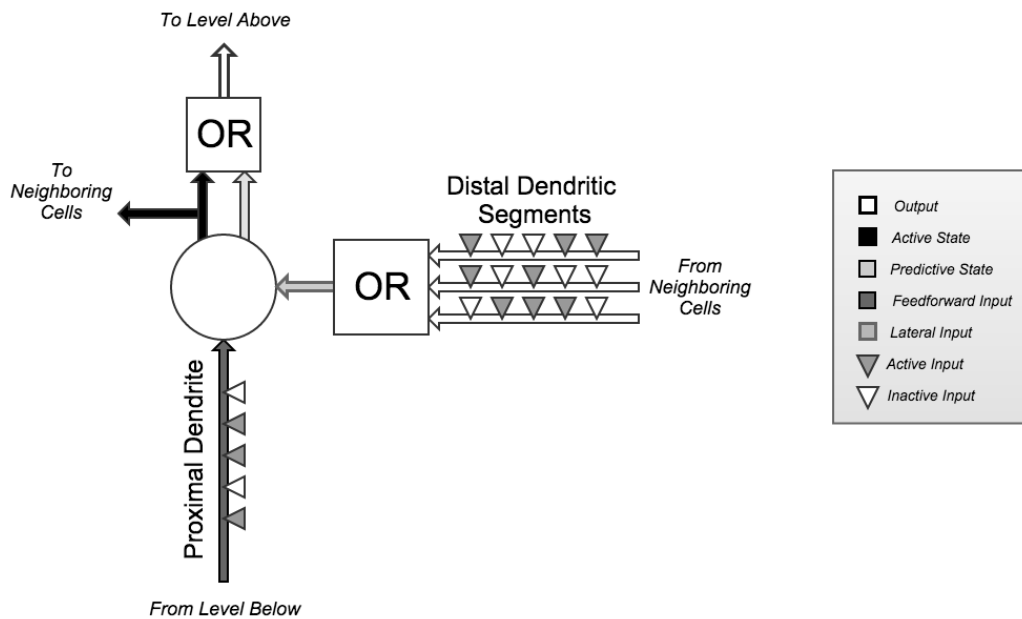 To Level Above
OR
To
Neighboring
Cells
Distal Dendritic
Segments
OR
From
Neighboring
Cells
Proximal Dendrite
From Level Below
Output
Active State
Predictive State
Feedforward Input
Lateral Input
Active Input
Inactive Input